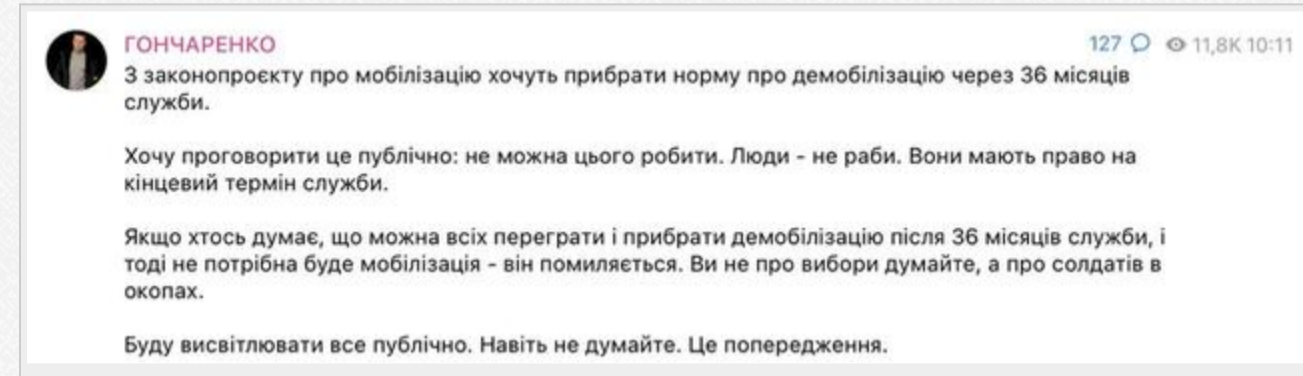 ГОНЧАРЕНКО
127 11,8K 10:11
З законопроєкту про мобілізацію хочуть прибрати норму про демобілізацію через 36 місяців
служби.
Хочу проговорити це публічно: не можна цього робити. Люди - не раби. Вони мають право на
кінцевий термін служби.
Якщо хтось думає, що можна всіх переграти і прибрати демобілізацію після 36 місяців служби, і
тоді не потрібна буде мобілізація - він помиляється. Ви не про вибори думайте, а про солдатів в
окопах.
Буду висвітлювати все публічно. Навіть не думайте. Це попередження.